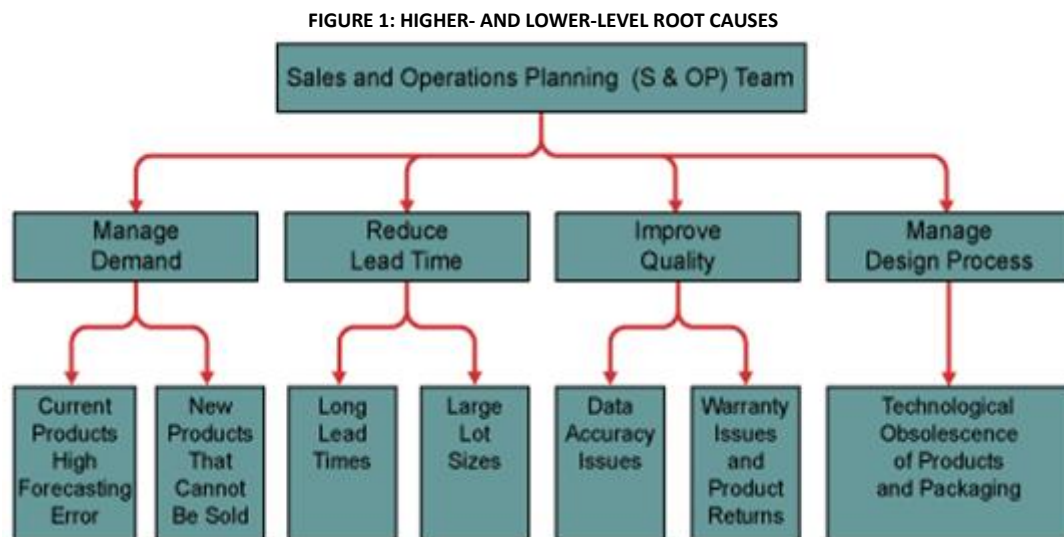 FIGURE 1: HIGHER- AND LOWER-LEVEL ROOT CAUSES
Sales and Operations Planning (S & OP) Team
Manage
Demand
Reduce
Lead Time
Improve
Quality
Manage
Design Process
Current
Products
High
Forecasting
Error
New
Products
That
Cannot
Be Sold
Long
Lead
Times
Large
Lot
Sizes
Data
Accuracy
Issues
Warranty
Issues
and
Product
Returns
Technological
Obsolescence
of Products
and Packaging